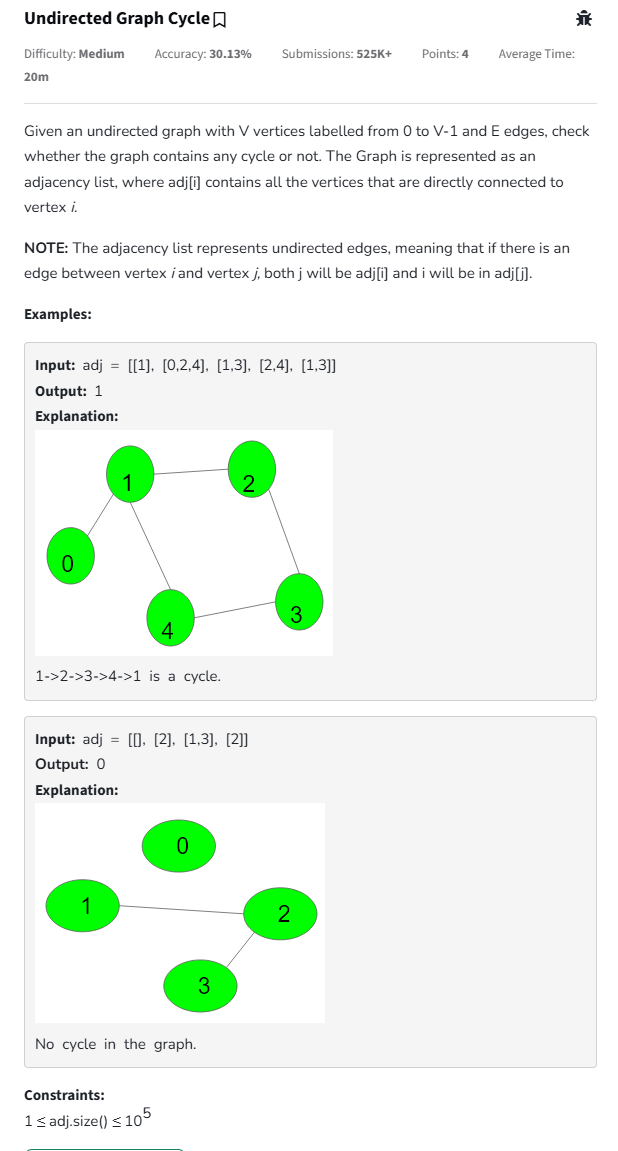 Undirected Graph Cycle
Difficulty: Medium Accuracy: 30.13% Submissions: 525K+ Points: 4 Average Time:
20m
Given an undirected graph with V vertices labelled from 0 to V-1 and E edges, check
whether the graph contains any cycle or not. The Graph is represented as an
adjacency list, where adj[i] contains all the vertices that are directly connected to
vertex i.
NOTE: The adjacency list represents undirected edges, meaning that if there is an
edge between vertex i and vertex j, both j will be adj[i] and i will be in adj[j].
Examples:
Input: adj = [[1], [0,2,4], [1,3], [2,4], [1,3]]
Output: 1
Explanation:
1
2
0
3
4
1->2->3->4->1 is a cycle.
Input: adj = [[], [2], [1,3], [2]]
Output: 0
Explanation:
0
1
2
3
No cycle in the graph.
Constraints:
1 ≤ adj.size() ≤ 10⁵